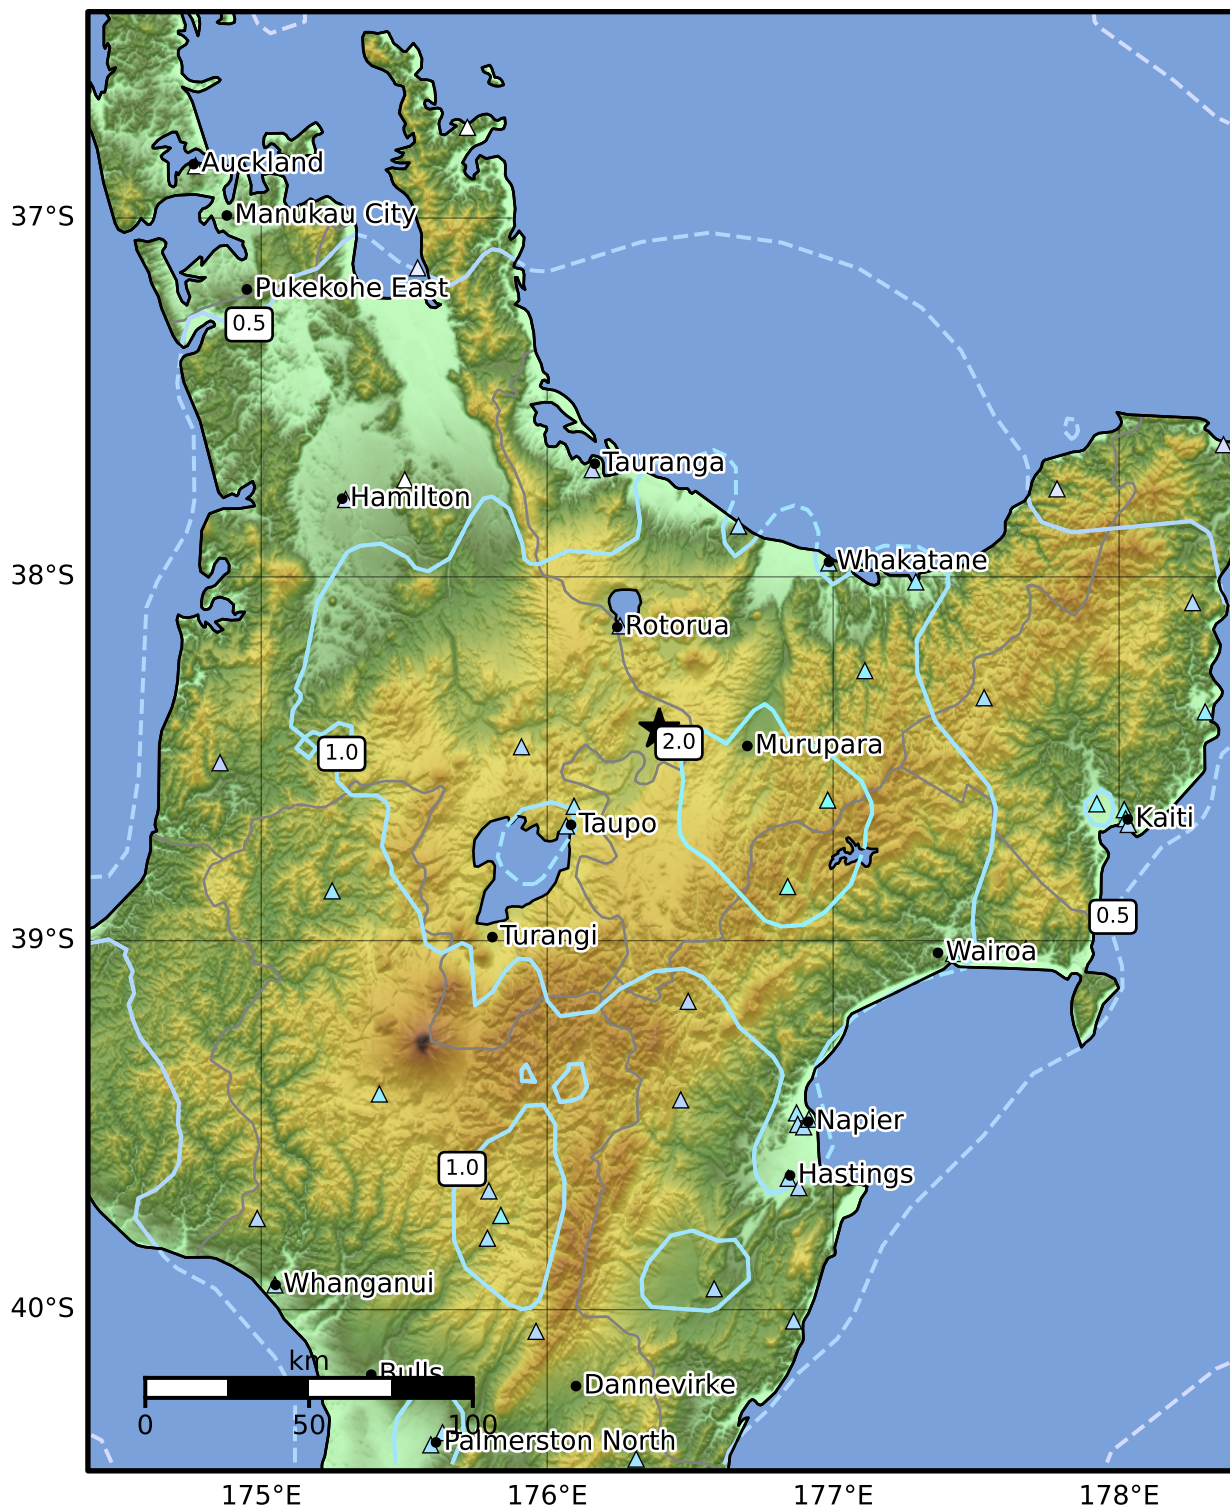 Auckland
37°S
Manukau City
Pukekohe East
0.5
Tauranga
Hamilton
Whakatane
38°S
Rotorua
2.0
Murupara
1.0
Taupo
Kaiti
0.5
Turangi
39°S
Wairoa
Napier
1.0
Hastings
Whanganui
40°S
km
Bulls
Dannevirke
0 50 100
Palmerston North
175°E 176°E 177°E 178°E